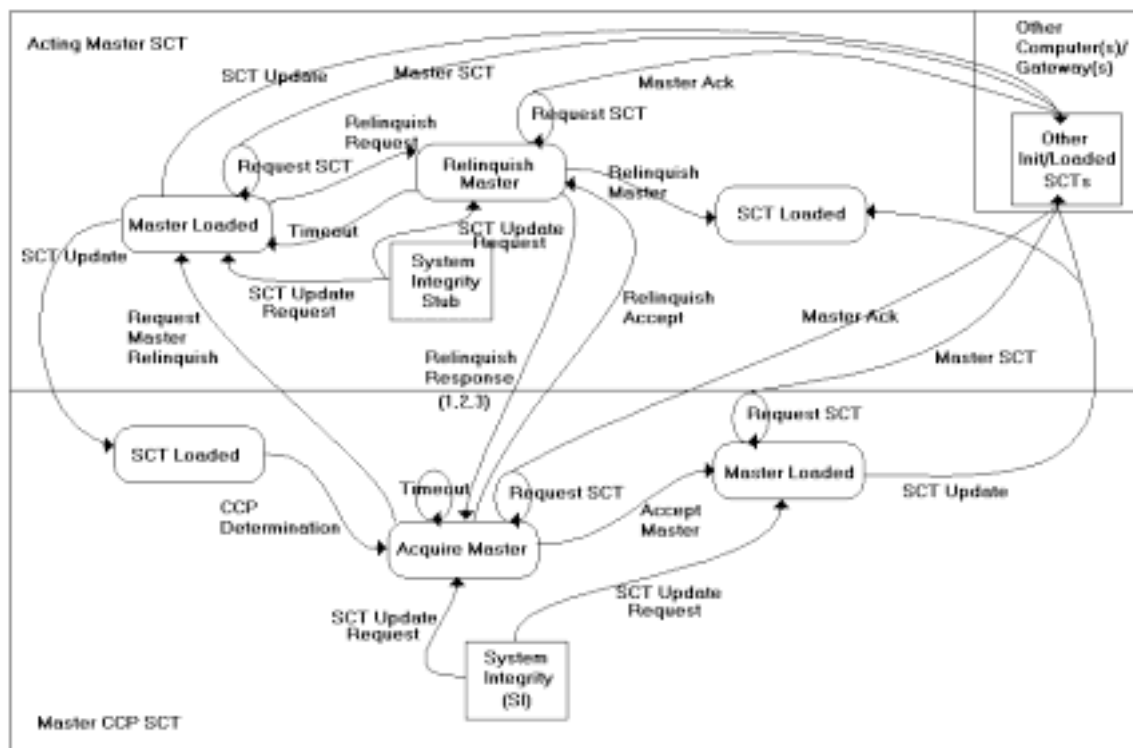 Acting Master SCT
Other
Computer(s)/
Gateway(s)
SCT Update
Master SCT
Master Ack
Request SCT
Relinquish
Request
Request SCT
Relinquish
Master
Relinquish
Master
Other
Init/Loaded
SCTs
SCT Loaded
Master Loaded
Timeout
SCT Update
Request
SCT Update
System
Integrity
Stub
SCT Update
Request
Relinquish
Accept
Master Ack
Request
Master
Relinquish
Relinquish
Response
(1,2,3)
Master SCT
Request SCT
SCT Loaded
Master Loaded
Timeout
Request SCT
SCT Update
CCP
Determination
Accept
Master
Acquire Master
SCT Update
Request
SCT Update
Request
System
Integrity
(SI)
Master CCP SCT